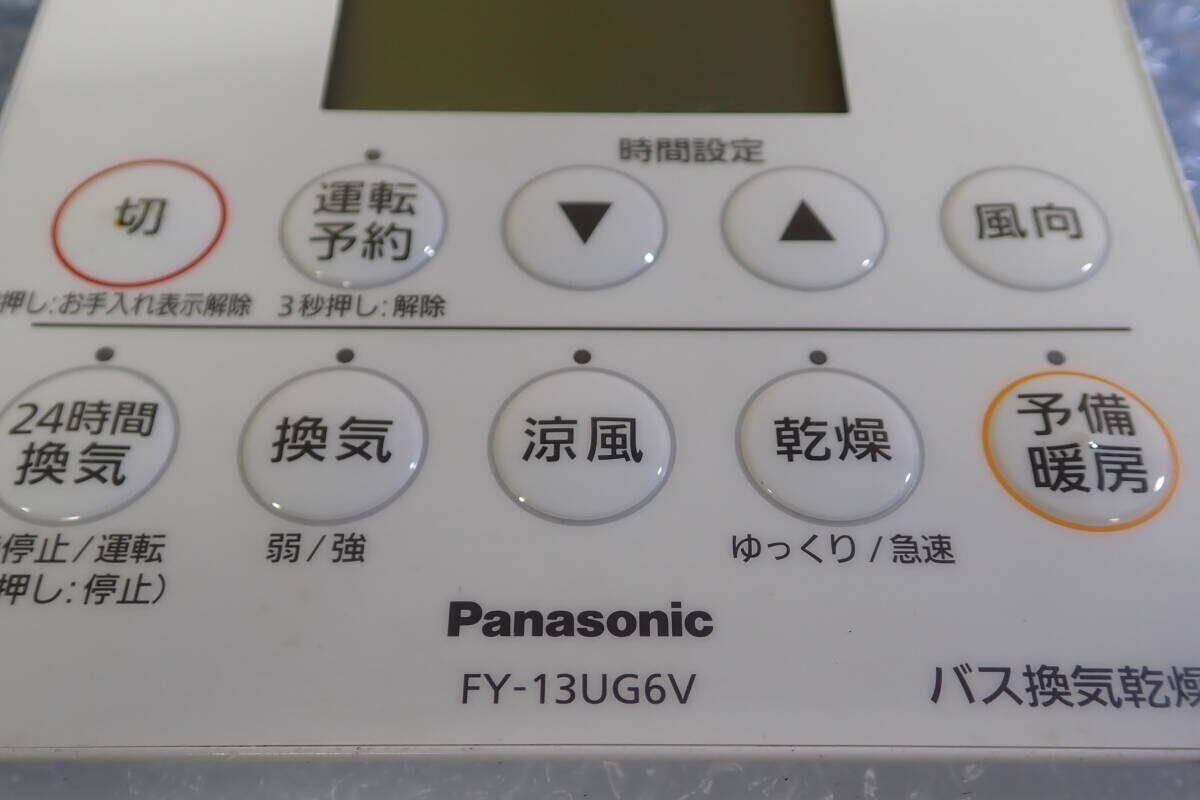 時間設定
切
運転
予約
▼
▲
風向
押し:お手入れ表示解除
3秒押し:解除
24時間
換気
換気
涼風
乾燥
予備
暖房
停止/運転
押し:停止)
弱/強
ゆっくり/急速
Panasonic
FY-13UG6V
バス換気乾燥